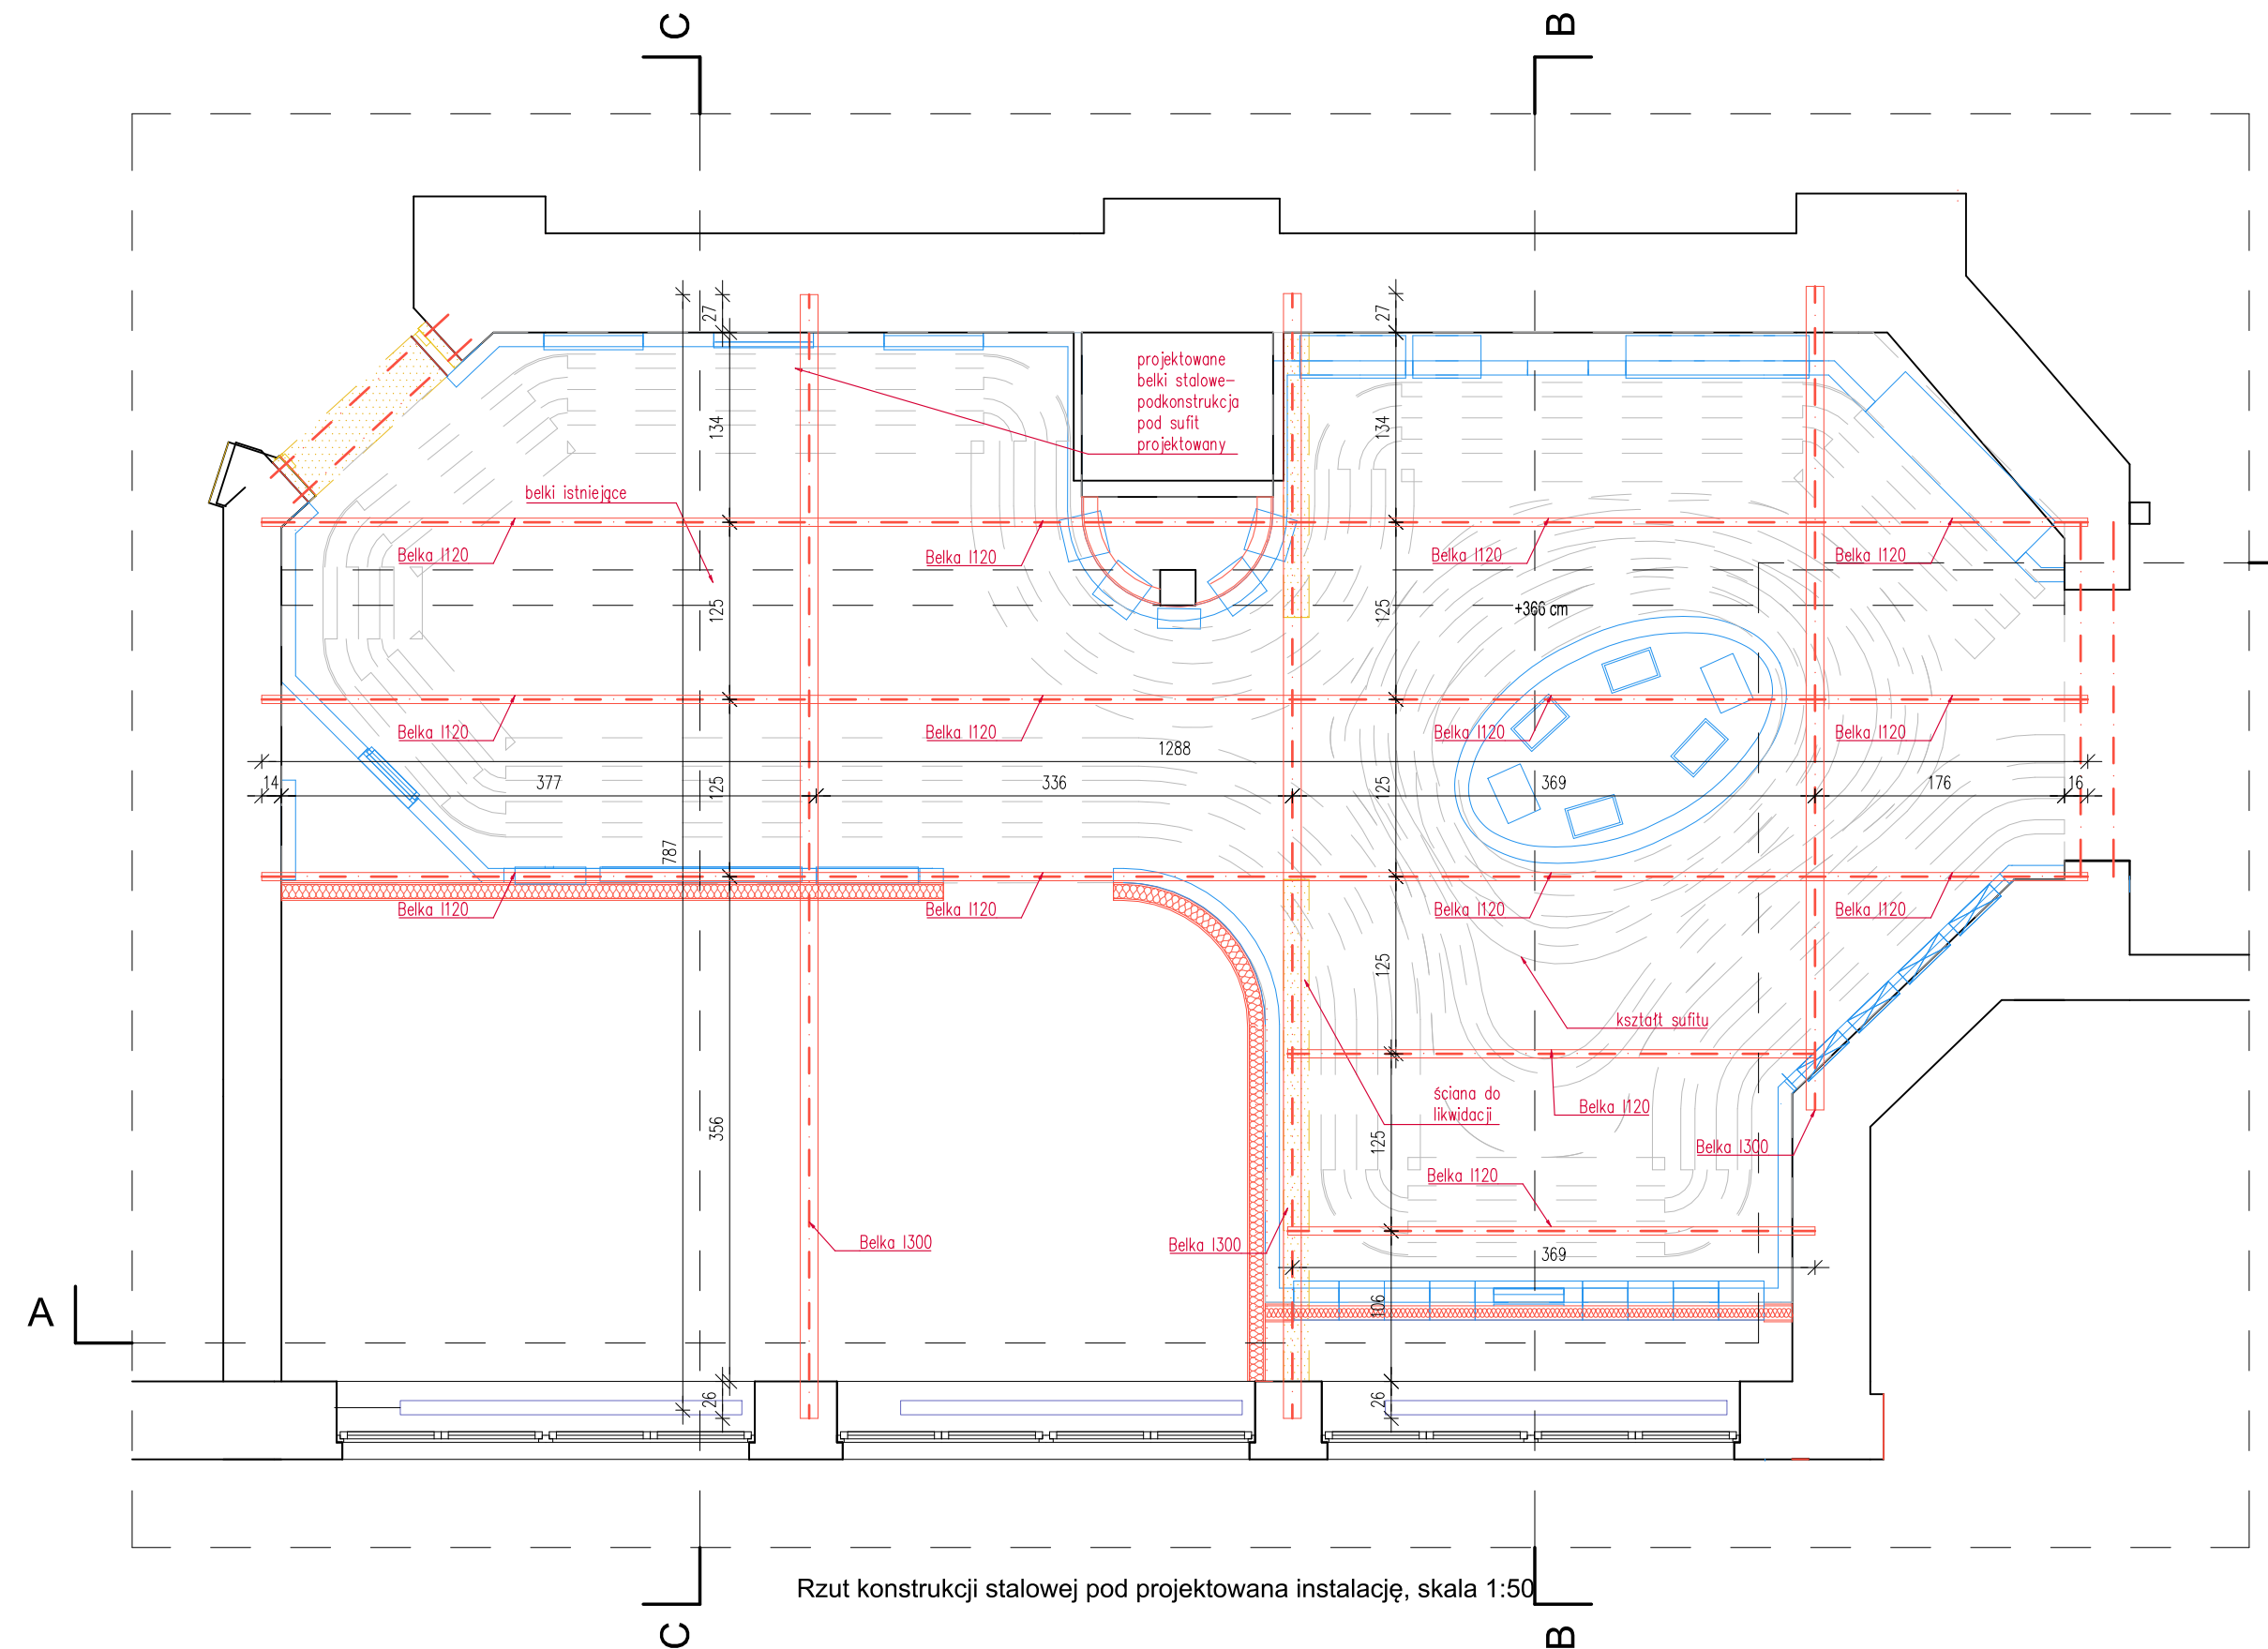 C
B
27
27
projektowane
belki stalowe-
podkonstrukcja
pod sufit
projektowany
134
134
belki istniejące
Belka I120
Belka I120
Belka I120
Belka I120
125
125
+366 cm
Belka I120
Belka I120
Belka I120
Belka I120
1288
14
377
125
336
125
369
176
16
787
Belka I120
Belka I120
Belka I120
Belka I120
125
kształt sufitu
ściana do
likwidacji
Belka I120
356
125
Belka I300
Belka I120
Belka I300
Belka I300
369
106
A
26
26
Rzut konstrukcji stalowej pod projektowana instalację, skala 1:50
C
B